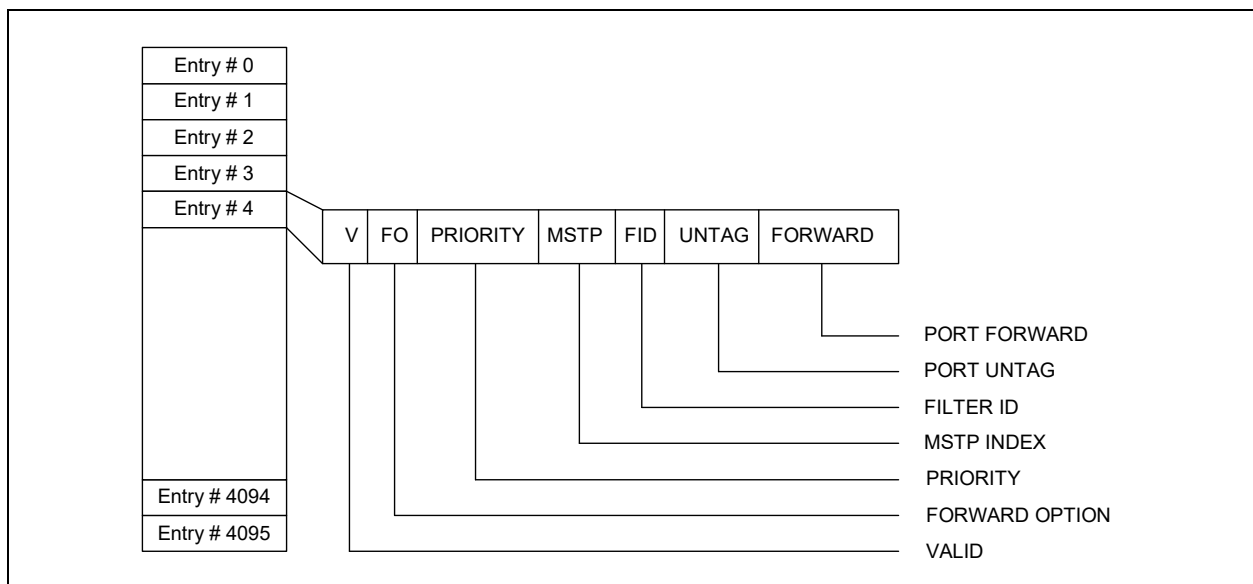 Entry # 0
Entry # 1
Entry # 2
Entry # 3
Entry # 4
V FO PRIORITY MSTP FID UNTAG FORWARD
PORT FORWARD
PORT UNTAG
FILTER ID
MSTP INDEX
PRIORITY
FORWARD OPTION
VALID
Entry # 4094
Entry # 4095